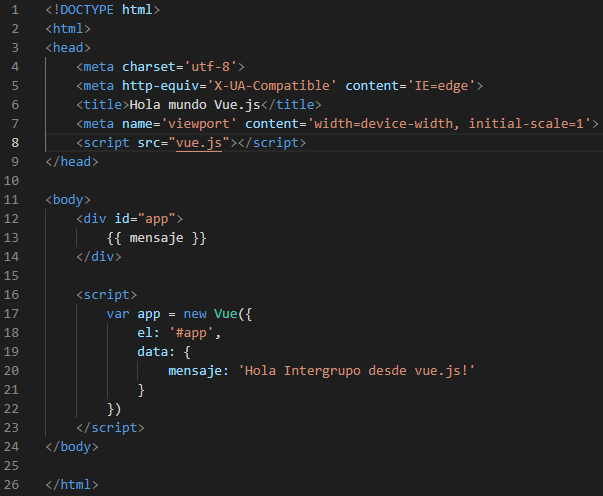 1 <!DOCTYPE html>
2 <html>
3 <head>
4     <meta charset='utf-8'>
5     <meta http-equiv='X-UA-Compatible' content='IE=edge'>
6     <title>Hola mundo Vue.js</title>
7     <meta name='viewport' content='width=device-width, initial-scale=1'>
8     <script src="vue.js"></script>
9 </head>
10
11 <body>
12     <div id="app">
13         {{ mensaje }}
14     </div>
15
16     <script>
17         var app = new Vue({
18             el: '#app',
19             data: {
20                 mensaje: 'Hola Intergrupo desde vue.js!'
21             }
22         })
23     </script>
24 </body>
25
26 </html>